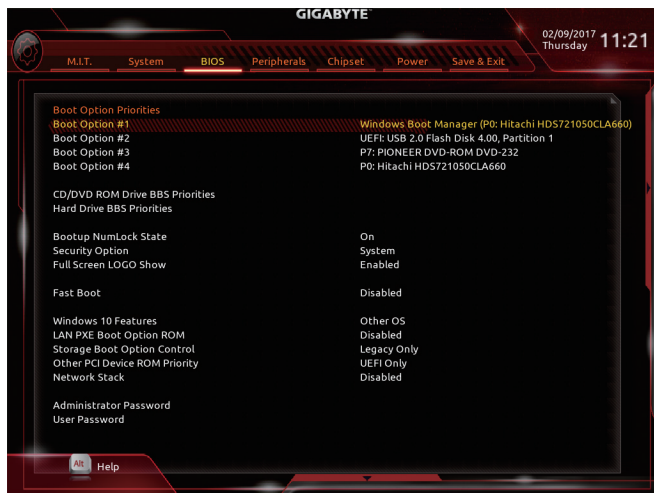 GIGABYTE™
02/09/2017 Thursday 11:21
M.I.T. System BIOS Peripherals Chipset Power Save & Exit
Boot Option Priorities
Boot Option #1 Windows Boot Manager (P0: Hitachi HDS721050CLA660)
Boot Option #2 UEFI: USB 2.0 Flash Disk 4.00, Partition 1
Boot Option #3 P7: PIONEER DVD-ROM DVD-232
Boot Option #4 P0: Hitachi HDS721050CLA660
CD/DVD ROM Drive BBS Priorities
Hard Drive BBS Priorities
Bootup NumLock State On
Security Option System
Full Screen LOGO Show Enabled
Fast Boot Disabled
Windows 10 Features Other OS
LAN PXE Boot Option ROM Disabled
Storage Boot Option Control Legacy Only
Other PCI Device ROM Priority UEFI Only
Network Stack Disabled
Administrator Password
User Password
Alt Help